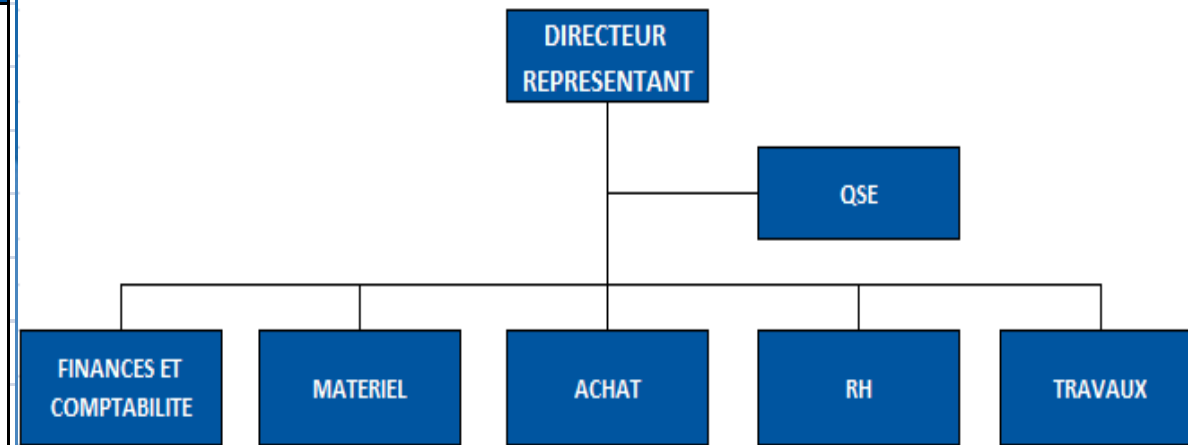 DIRECTEUR
REPRESENTANT
QSE
FINANCES ET
COMPTABILITE
MATERIEL
ACHAT
RH
TRAVAUX